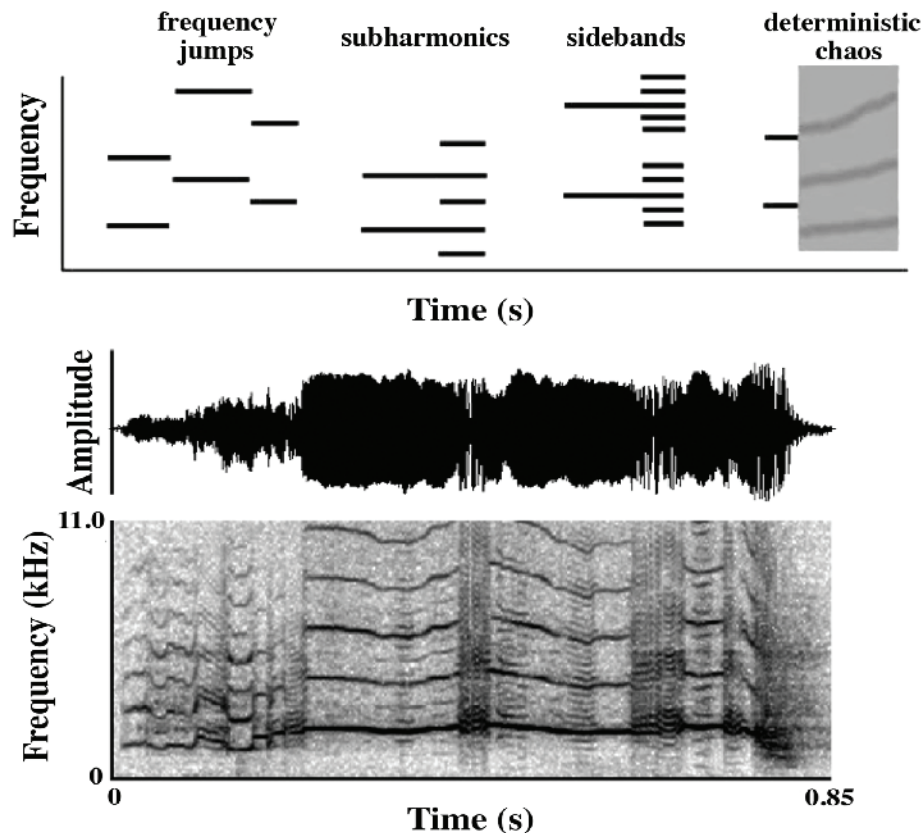 frequency jumps
subharmonics
sidebands
deterministic chaos
Frequency
Time (s)
Amplitude
11.0
Frequency (kHz)
0
0
0.85
Time (s)